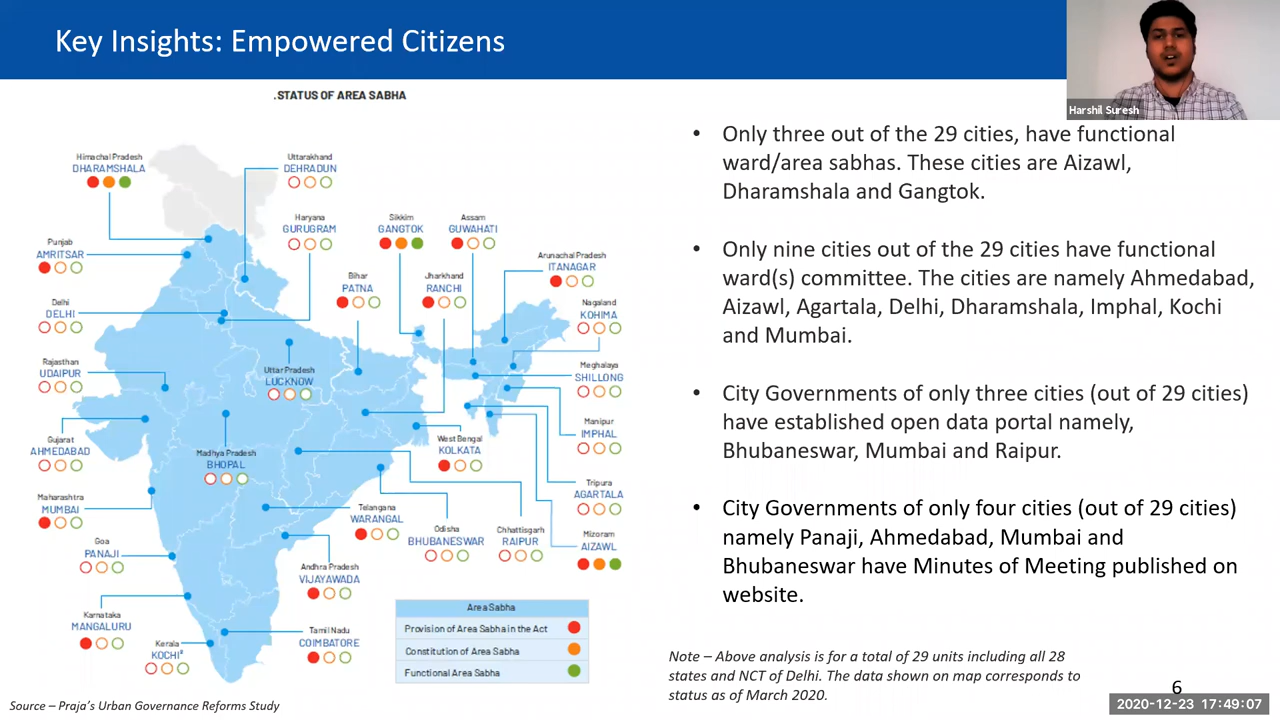 Key Insights: Empowered Citizens
Harshil Suresh
.STATUS OF AREA SABHA
Himachal Pradesh
DHARAMSHALA
Uttarakhand
DEHRADUN
Haryana
GURUGRAM
Sikkim
GANGTOK
Assam
GUWAHATI
Punjab
AMRITSAR
Arunachal Pradesh
ITANAGAR
Bihar
PATNA
Jharkhand
RANCHI
Delhi
DELHI
Nagaland
KOHIMA
Rajasthan
UDAIPUR
Uttar Pradesh
LUCKNOW
Meghalaya
SHILLONG
Gujarat
AHMEDABAD
Madhya Pradesh
BHOPAL
West Bengal
KOLKATA
Manipur
IMPHAL
Maharashtra
MUMBAI
Telangana
WARANGAL
Odisha
BHUBANESWAR
Chhattisgarh
RAIPUR
Tripura
AGARTALA
Mizoram
AIZAWL
Goa
PANAJI
Andhra Pradesh
VIJAYAWADA
Karnataka
MANGALURU
Kerala
KOCHI#
Tamil Nadu
COIMBATORE
Area Sabha
Provision of Area Sabha in the Act
Constitution of Area Sabha
Functional Area Sabha
Source – Praja's Urban Governance Reforms Study
• Only three out of the 29 cities, have functional
ward/area sabhas. These cities are Aizawl,
Dharamshala and Gangtok.
• Only nine cities out of the 29 cities have functional
ward(s) committee. The cities are namely Ahmedabad,
Aizawl, Agartala, Delhi, Dharamshala, Imphal, Kochi
and Mumbai.
• City Governments of only three cities (out of 29 cities)
have established open data portal namely,
Bhubaneswar, Mumbai and Raipur.
• City Governments of only four cities (out of 29 cities)
namely Panaji, Ahmedabad, Mumbai and
Bhubaneswar have Minutes of Meeting published on
website.
Note – Above analysis is for a total of 29 units including all 28
states and NCT of Delhi. The data shown on map corresponds to
status as of March 2020.
6
2020-12-23 17:49:07